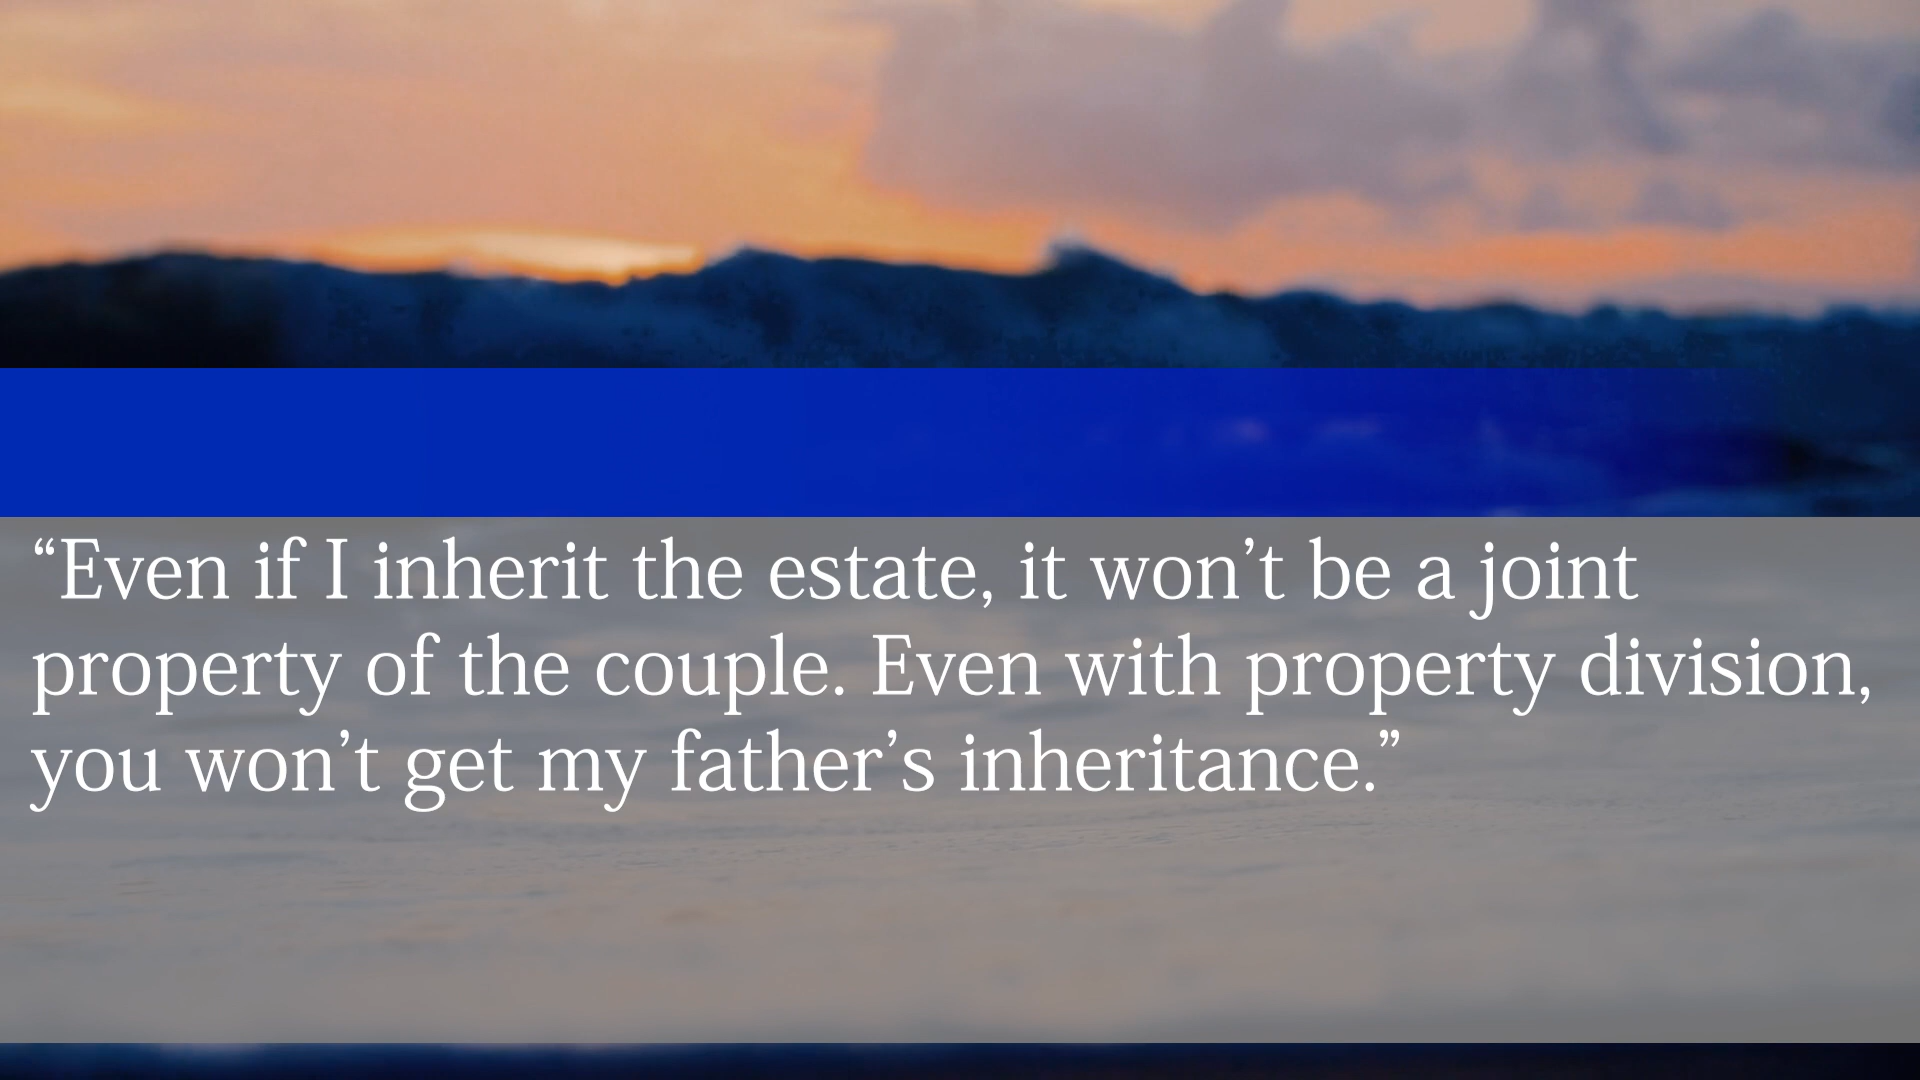 “Even if I inherit the estate, it won’t be a joint
property of the couple. Even with property division,
you won’t get my father’s inheritance.”